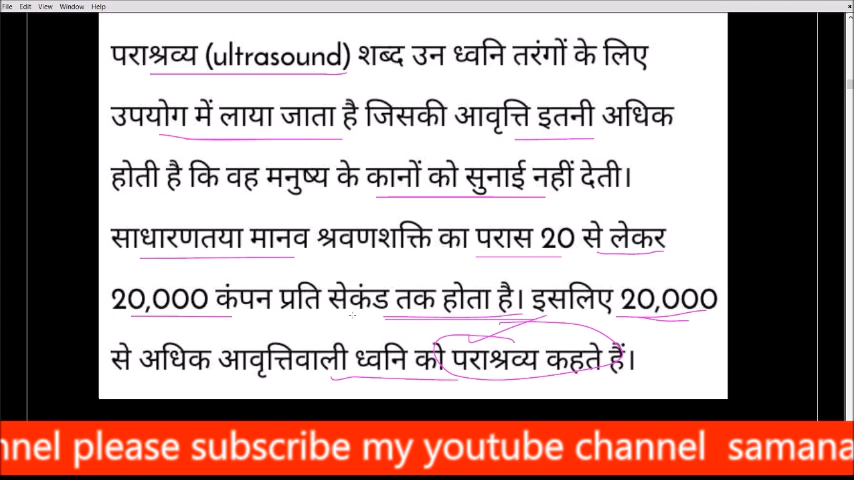 File Edit View Window Help
पराश्रव्य (ultrasound) शब्द उन ध्वनि तरंगों के लिए
उपयोग में लाया जाता है जिसकी आवृत्ति इतनी अधिक
होती है कि वह मनुष्य के कानों को सुनाई नहीं देती।
साधारणतया मानव श्रवणशक्ति का परास 20 से लेकर
20,000 कंपन प्रति सेकंड तक होता है। इसलिए 20,000
से अधिक आवृत्तिवाली ध्वनि को पराश्रव्य कहते हैं।
nnel please subscribe my youtube channel samana